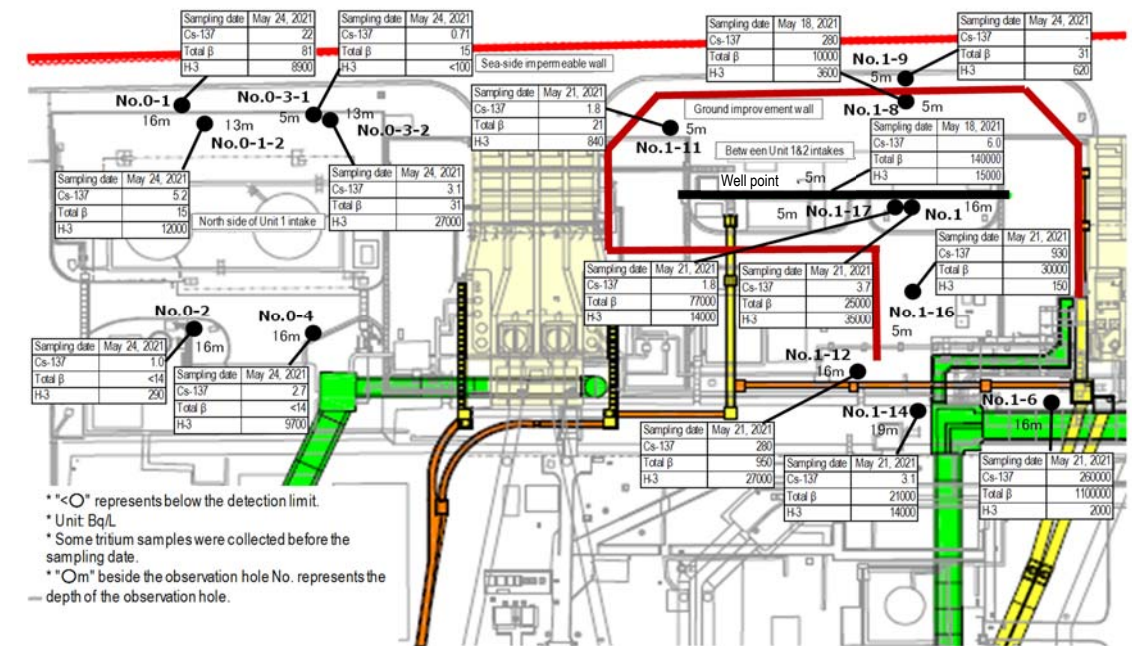 Sampling date May 24, 2021
Cs-137 22
Total β 81
H-3 8900
Sampling date May 24, 2021
Cs-137 0.71
Total β 15
H-3 <100
Sea-side impermeable wall
Sampling date May 18, 2021
Cs-137 280
Total β 10000
H-3 3600
Sampling date May 24, 2021
Cs-137 -
Total β 31
H-3 620
No.1-9
5m
No.0-1
16m
No.0-3-1
5m
13m
No.0-3-2
13m
No.0-1-2
Sampling date May 21, 2021
Cs-137 1.8
Total β 21
H-3 840
5m
No.1-11
Ground improvement wall
No.1-8
5m
Sampling date May 18, 2021
Cs-137 6.0
Total β 140000
H-3 15000
Betw een Unit 1&2 intakes
Well point
5m
Sampling date May 24, 2021
Cs-137 5.2
Total β 15
H-3 12000
North side of Unit 1 intake
Sampling date May 24, 2021
Cs-137 3.1
Total β 31
H-3 27000
5m
No.1-17
No.1
16m
Sampling date May 21, 2021
Cs-137 1.8
Total β 77000
H-3 14000
Sampling date May 21, 2021
Cs-137 3.7
Total β 25000
H-3 35000
Sampling date May 21, 2021
Cs-137 930
Total β 30000
H-3 150
No.1-16
5m
No.0-2
16m
No.0-4
16m
Sampling date May 24, 2021
Cs-137 1.0
Total β <14
H-3 290
Sampling date May 24, 2021
Cs-137 2.7
Total β <14
H-3 9700
No.1-12
16m
No.1-14
19m
No.1-6
16m
Sampling date May 21, 2021
Cs-137 280
Total β 950
H-3 27000
Sampling date May 21, 2021
Cs-137 3.1
Total β 21000
H-3 14000
Sampling date May 21, 2021
Cs-137 260000
Total β 1100000
H-3 2000
* "<○" represents below the detection limit.
* Unit: Bq/L
* Some tritium samples were collected before the
sampling date.
* "○m" beside the observation hole No. represents the
depth of the observation hole.